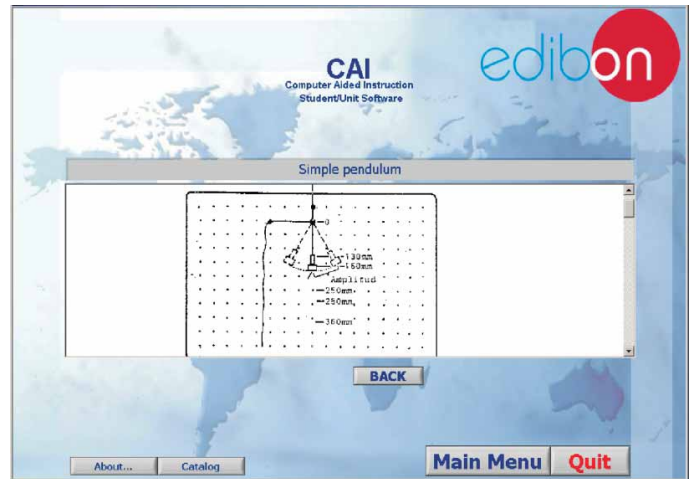 CAI
Computer Aided Instruction
Student/Unit Software
edibon
Simple pendulum
0
130mm
160mm
Amplitud
250mm
280mm
360mm
BACK
About...
Catalog
Main Menu
Quit